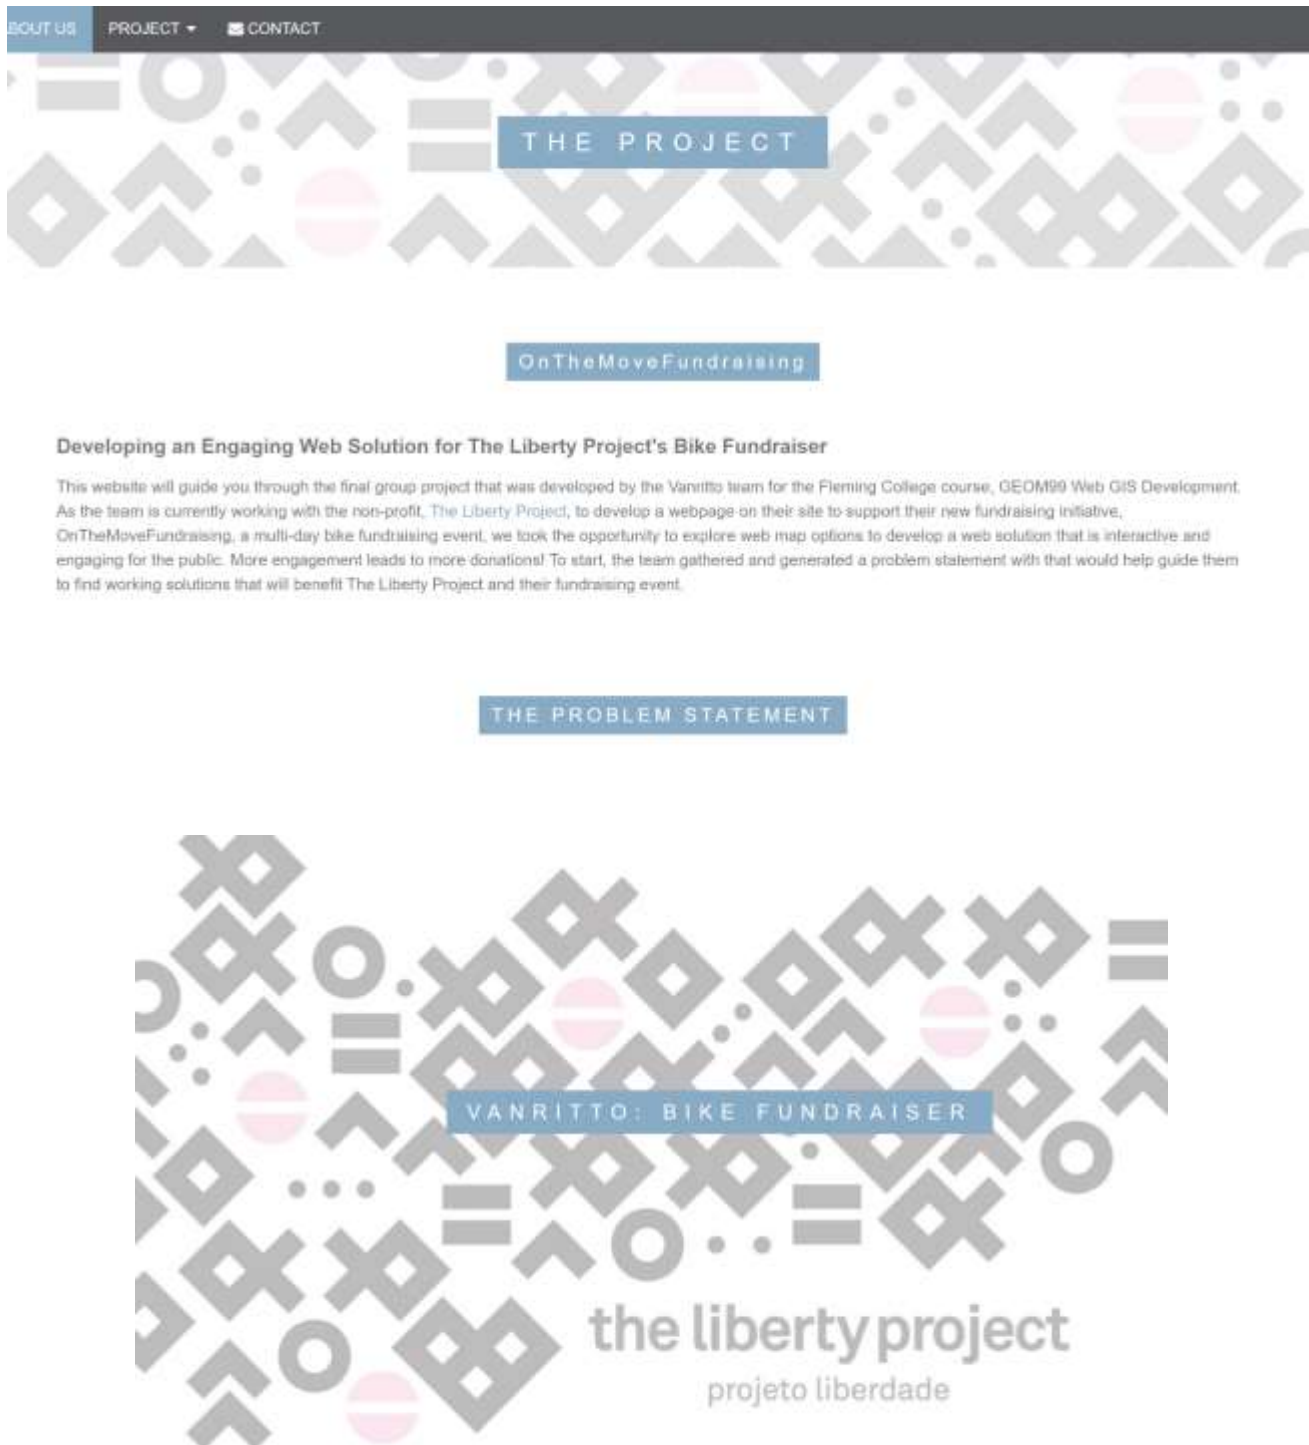 BOUT US PROJECT CONTACT
THE PROJECT
OnTheMoveFundraising
Developing an Engaging Web Solution for The Liberty Project's Bike Fundraiser
This website will guide you through the final group project that was developed by the Vanritto team for the Fleming College course, GEOM99 Web GIS Development.
As the team is currently working with the non-profit, The Liberty Project, to develop a webpage on their site to support their new fundraising initiative,
OnTheMoveFundraising, a multi-day bike fundraising event, we took the opportunity to explore web map options to develop a web solution that is interactive and
engaging for the public. More engagement leads to more donations! To start, the team gathered and generated a problem statement with that would help guide them
to find working solutions that will benefit The Liberty Project and their fundraising event.
THE PROBLEM STATEMENT
VANRITTO: BIKE FUNDRAISER
the liberty project
projeto liberdade